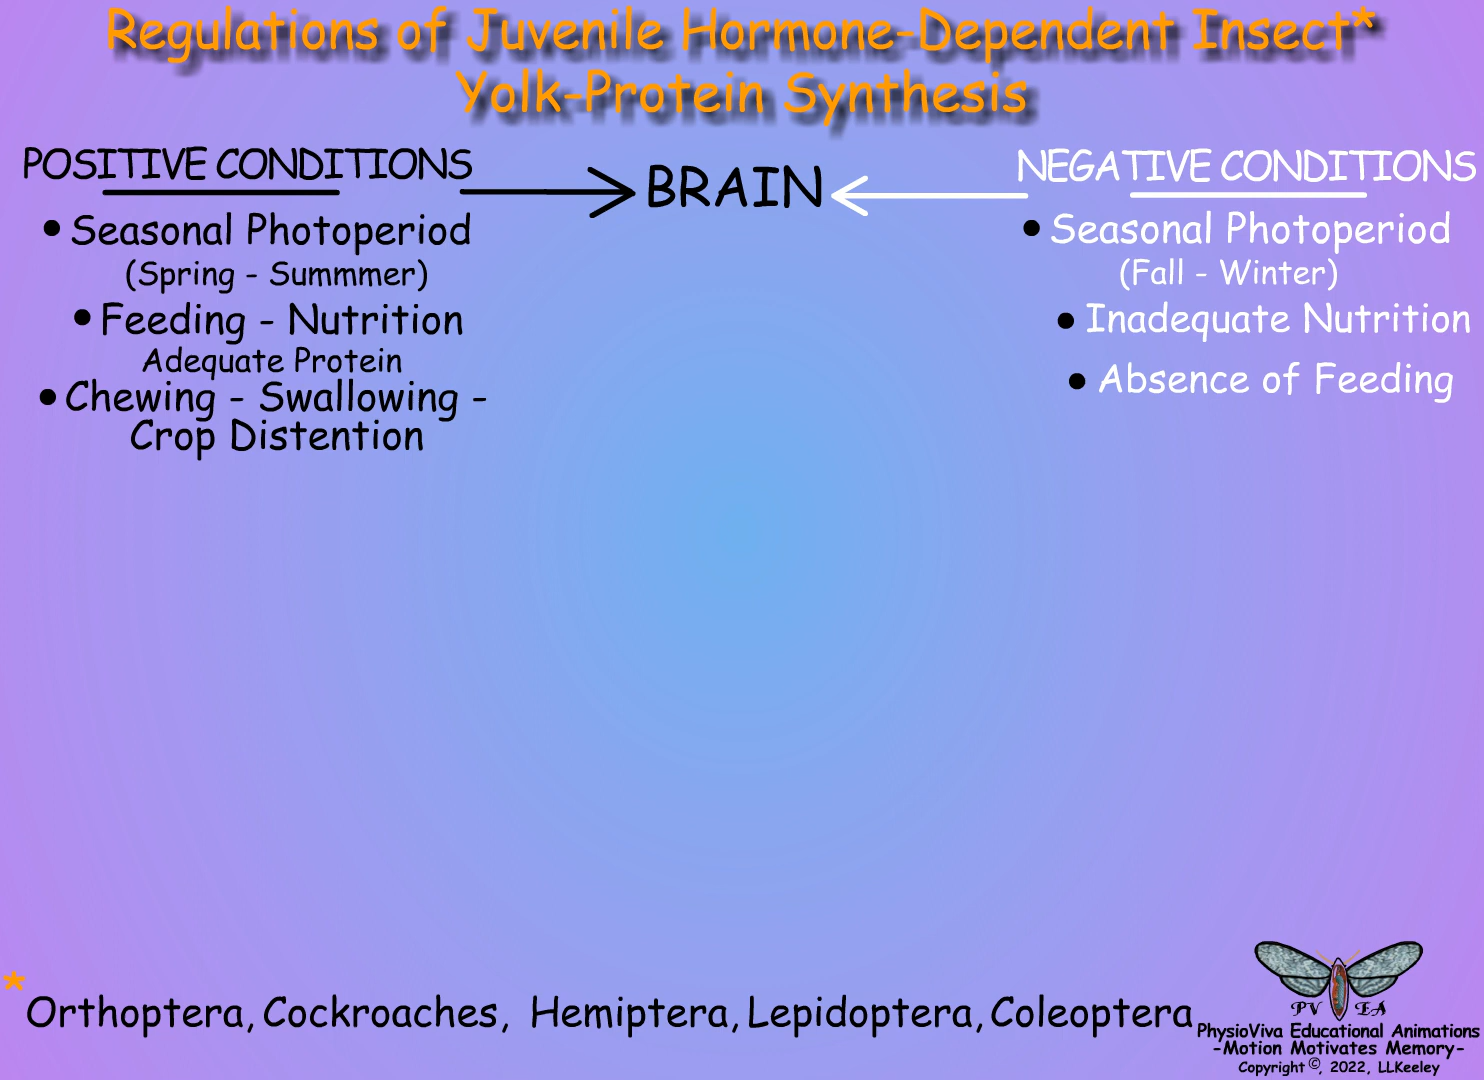 Regulations of Juvenile Hormone-Dependent Insect*
Yolk-Protein Synthesis
POSITIVE CONDITIONS
BRAIN
NEGATIVE CONDITIONS
• Seasonal Photoperiod
(Spring - Summmer)
• Feeding - Nutrition
Adequate Protein
• Chewing - Swallowing -
Crop Distention
• Seasonal Photoperiod
(Fall - Winter)
• Inadequate Nutrition
• Absence of Feeding
*Orthoptera, Cockroaches, Hemiptera, Lepidoptera, Coleoptera
PV EA
PhysioViva Educational Animations
-Motion Motivates Memory-
Copyright ©, 2022, LLKeeley